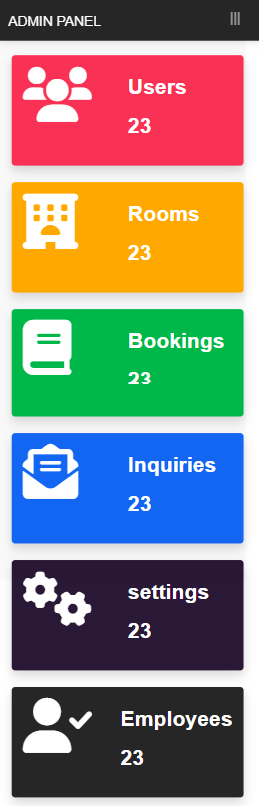 ADMIN PANEL
Users
23
Rooms
23
Bookings
23
Inquiries
23
settings
23
Employees
23